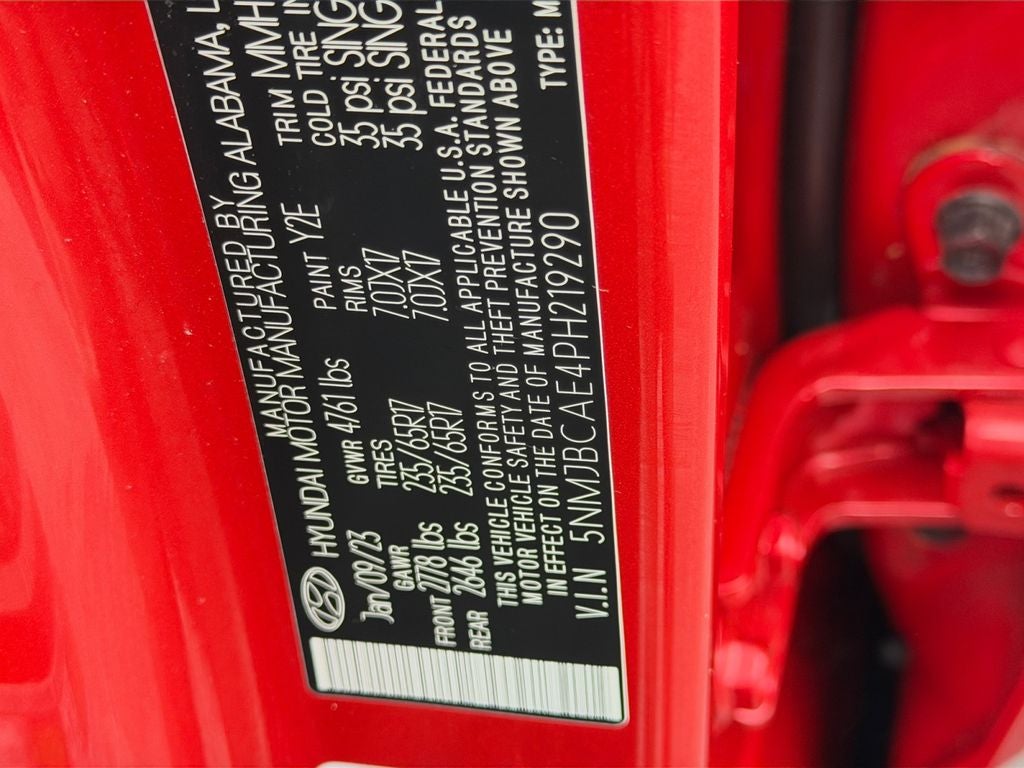 MANUFACTURED BY
HYUNDAI MOTOR MANUFACTURING ALABAMA, L
Jan/09/23 GVWR 4761 lbs PAINT Y2E TRIM MMH
GAWR TIRES RIMS COLD TIRE IN
FRONT 2778 lbs 235/65R17 7.0JX17 35 psi SING
REAR 2646 lbs 235/65R17 7.0JX17 35 psi SING
THIS VEHICLE CONFORMS TO ALL APPLICABLE U.S.A. FEDERAL
MOTOR VEHICLE SAFETY AND THEFT PREVENTION STANDARDS
IN EFFECT ON THE DATE OF MANUFACTURE SHOWN ABOVE
V.I.N 5NMJBCAE4PH219290 TYPE: M